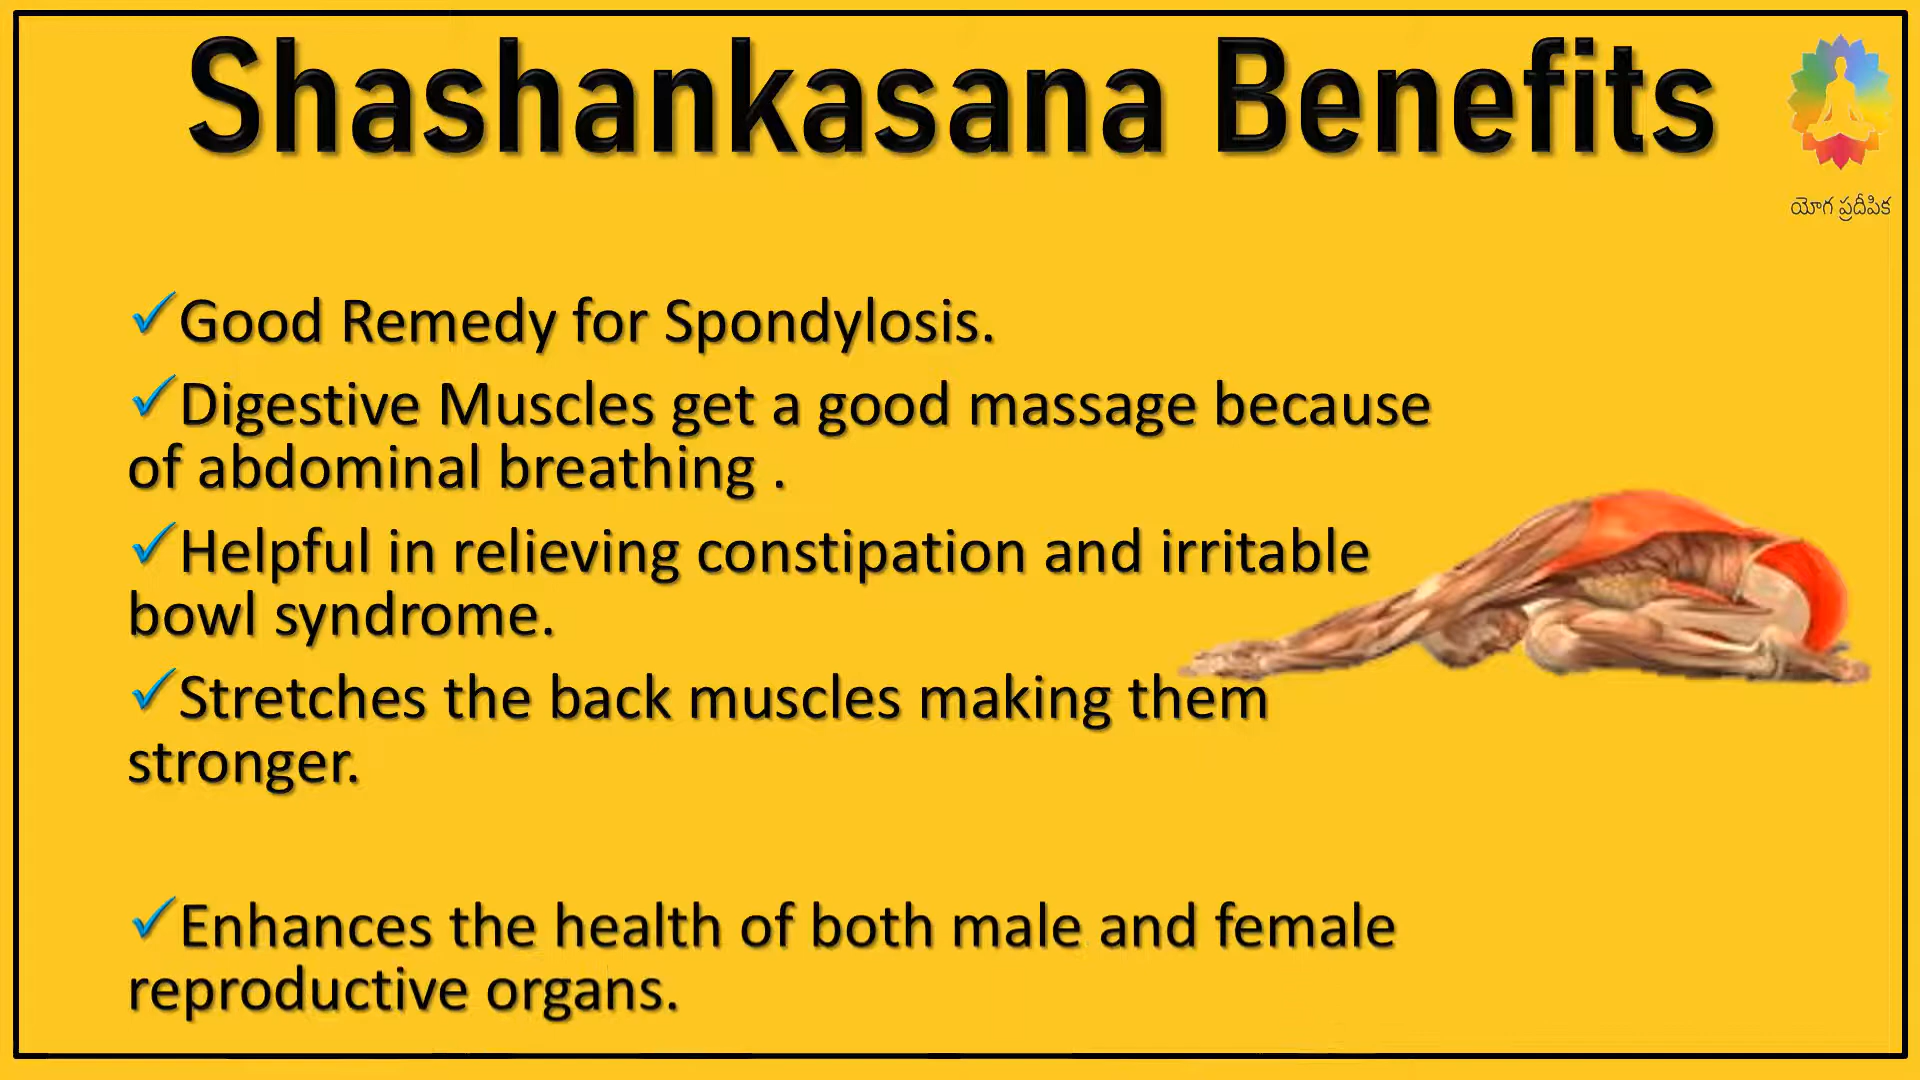 Shashankasana Benefits
యోగ ప్రదీపిక
✓Good Remedy for Spondylosis.
✓Digestive Muscles get a good massage because
of abdominal breathing .
✓Helpful in relieving constipation and irritable
bowl syndrome.
✓Stretches the back muscles making them
stronger.
✓Enhances the health of both male and female
reproductive organs.